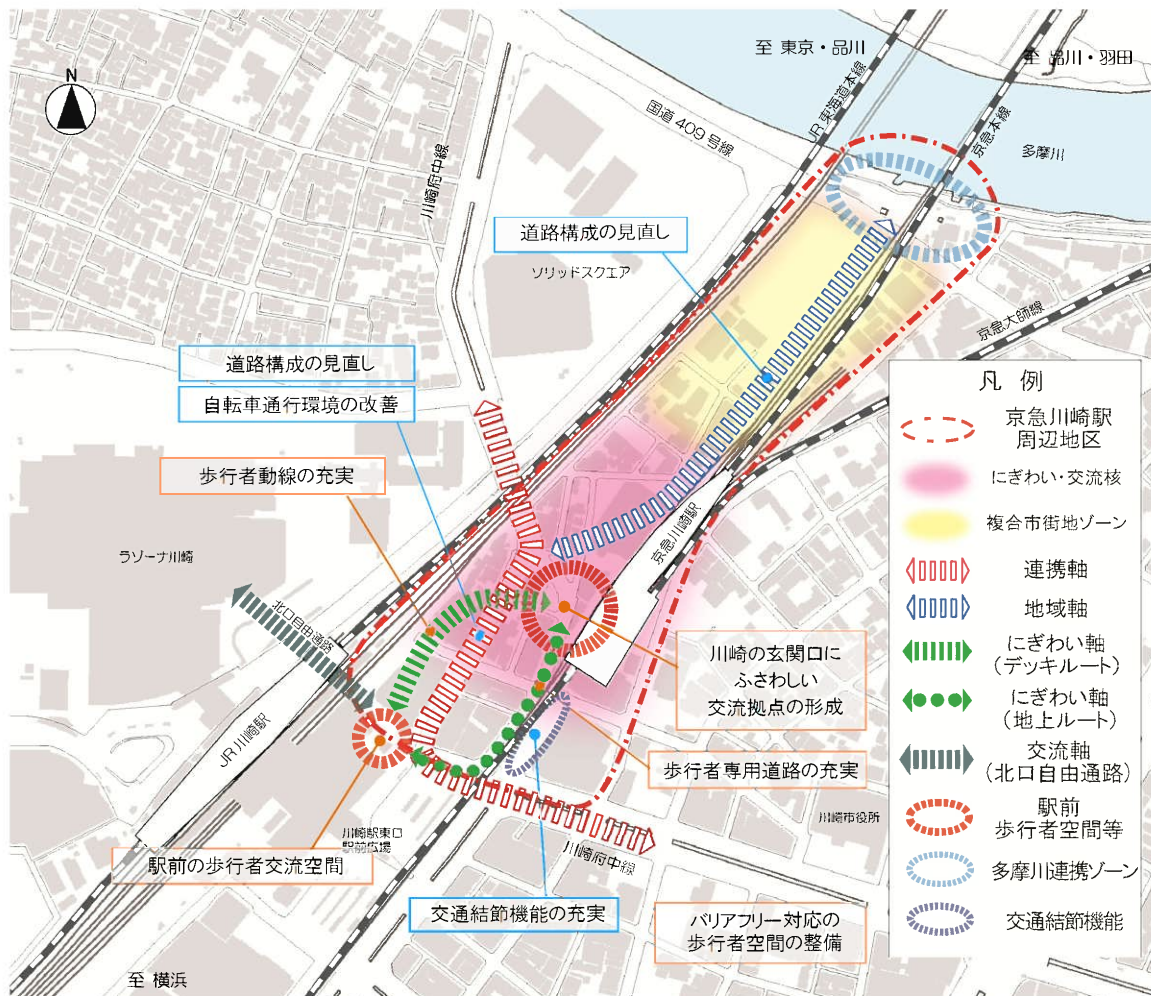 至 東京・品川
至 品川・羽田
N
JR東海道本線
京急本線
国道409号線
多摩川
川崎府中線
道路構成の見直し
ソリッドスクエア
京急大師線
道路構成の見直し
自転車通行環境の改善
歩行者動線の充実
ラゾーナ川崎
北口自由通路
京急川崎駅
JR川崎駅
川崎の玄関口に
ふさわしい
交流拠点の形成
歩行者専用道路の充実
川崎市役所
川崎駅東口
駅前広場
駅前の歩行者交流空間
川崎府中線
交通結節機能の充実
バリアフリー対応の
歩行者空間の整備
至 横浜
凡 例
京急川崎駅
周辺地区
にぎわい・交流核
複合市街地ゾーン
連携軸
地域軸
にぎわい軸
(デッキルート)
にぎわい軸
(地上ルート)
交流軸
(北口自由通路)
駅前
歩行者空間等
多摩川連携ゾーン
交通結節機能